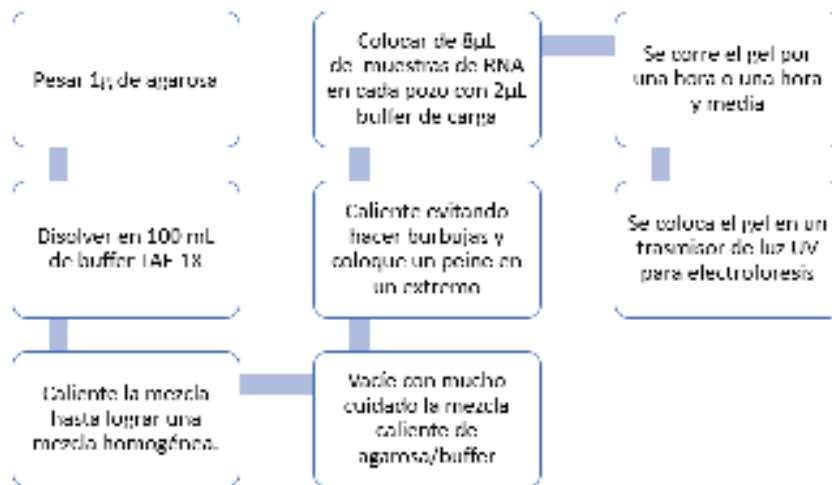 Pesar 1g de agarosa
Disolver en 100 mL
de buffer TAE 1X
Caliente la mezcla
hasta lograr una
mezcla homogénea.
Vacíe con mucho
cuidado la mezcla
caliente de
agarosa/buffer
Caliente evitando
hacer burbujas y
coloque un peine en
un extremo
Colocar de 8µL
de muestras de RNA
en cada pozo con 2µL
buffer de carga
Se corre el gel por
una hora o una hora
y media
Se coloca el gel en un
trasmisor de luz UV
para electroforesis